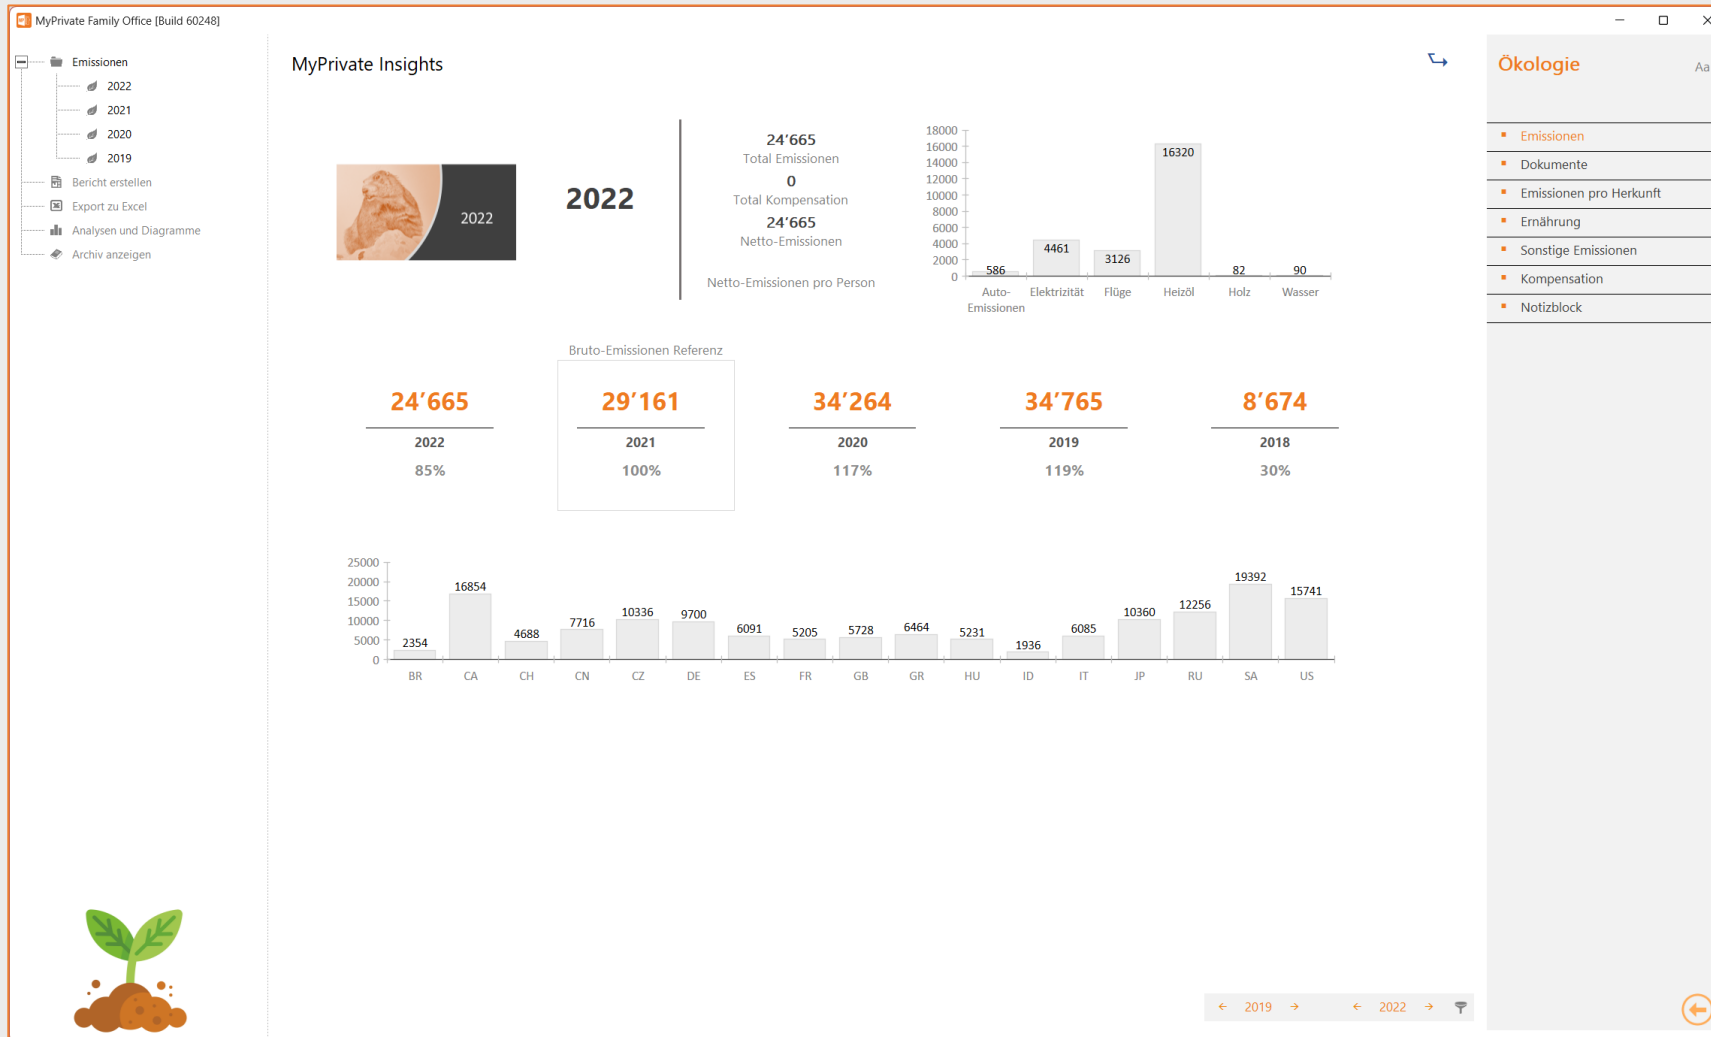 MyPrivate Family Office [Build 60248]
Emissionen
2022
2021
2020
2019
Bericht erstellen
Export zu Excel
Analysen und Diagramme
Archiv anzeigen
MyPrivate Insights
2022
2022
24’665
Total Emissionen
0
Total Kompensation
24’665
Netto-Emissionen
Netto-Emissionen pro Person
18000
16000
14000
12000
10000
8000
6000
4000
2000
0
586
4461
3126
16320
82
90
Auto-
Emissionen
Elektrizität
Flüge
Heizöl
Holz
Wasser
Bruto-Emissionen Referenz
24’665
2022
85%
29’161
2021
100%
34’264
2020
117%
34’765
2019
119%
8’674
2018
30%
25000
20000
15000
10000
5000
0
2354
16854
4688
7716
10336
9700
6091
5205
5728
6464
5231
1936
6085
10360
12256
19392
15741
BR CA CH CN CZ DE ES FR GB GR HU ID IT JP RU SA US
← 2019 → ← 2022 →
Ökologie
Aa
Emissionen
Dokumente
Emissionen pro Herkunft
Ernährung
Sonstige Emissionen
Kompensation
Notizblock